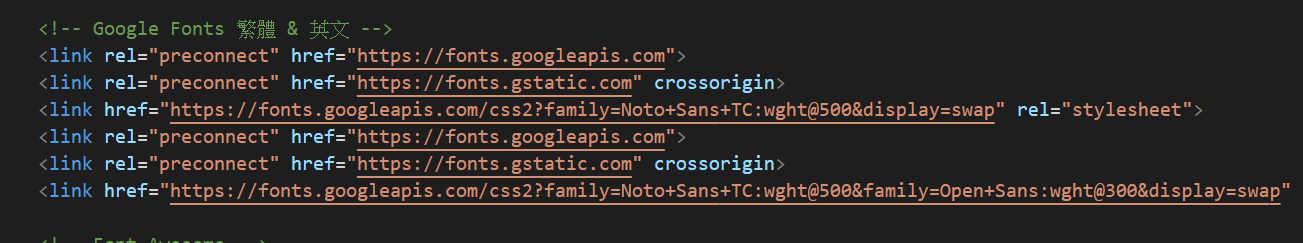 <!-- Google Fonts 繁體 & 英文 -->
<link rel="preconnect" href="https://fonts.googleapis.com">
<link rel="preconnect" href="https://fonts.gstatic.com" crossorigin>
<link href="https://fonts.googleapis.com/css2?family=Noto+Sans+TC:wght@500&display=swap" rel="stylesheet">
<link rel="preconnect" href="https://fonts.googleapis.com">
<link rel="preconnect" href="https://fonts.gstatic.com" crossorigin>
<link href="https://fonts.googleapis.com/css2?family=Noto+Sans+TC:wght@500&family=Open+Sans:wght@300&display=swap"